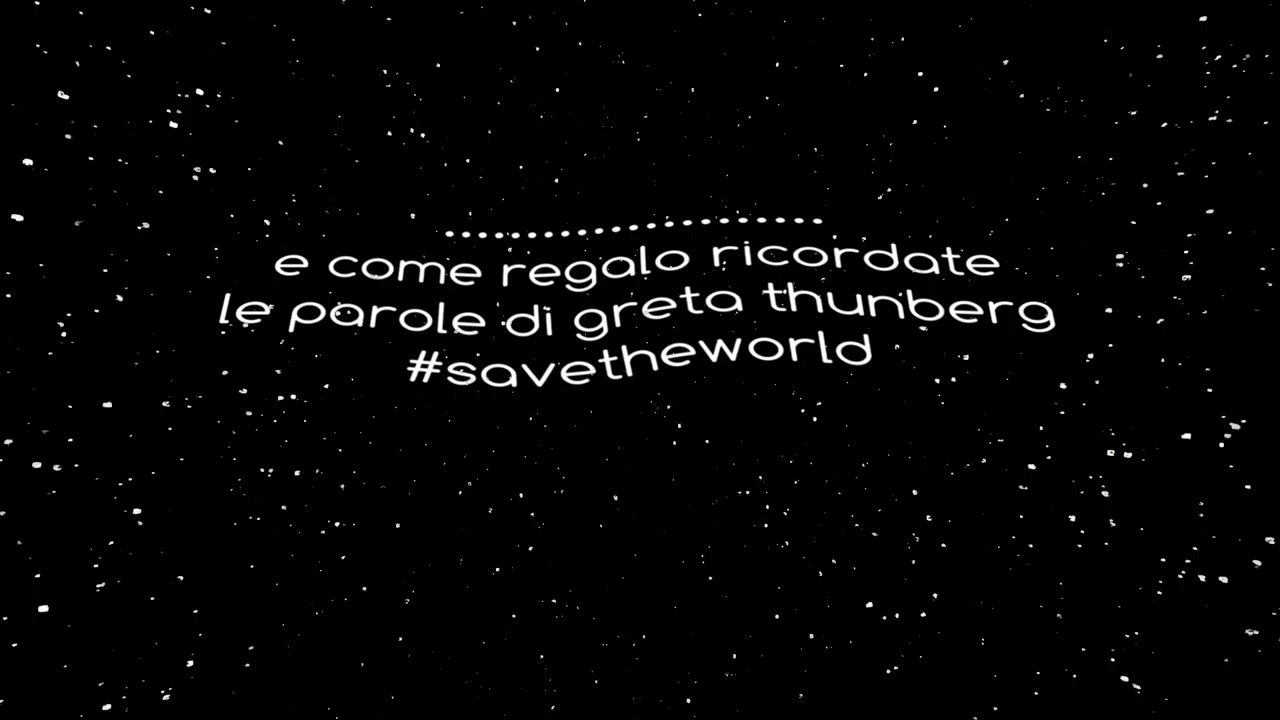 .......................
e come regalo ricordate
le parole di greta thunberg
#savetheworld